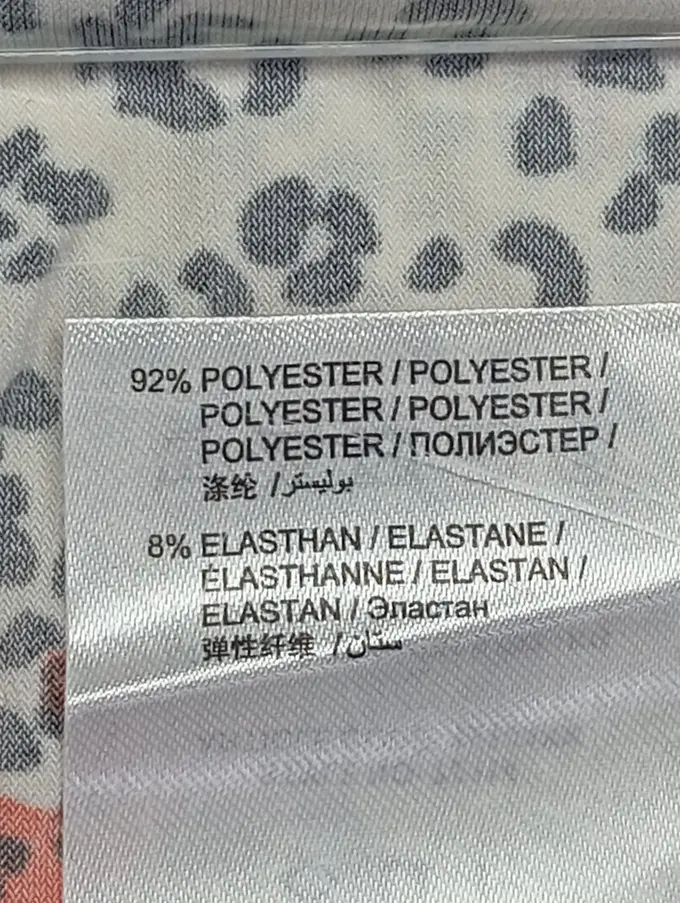 92% POLYESTER / POLYESTER /
POLYESTER / POLYESTER /
POLYESTER / ПОЛИЭСТЕР /
涤纶 / بوليستر
8% ELASTHAN / ELASTANE /
ÉLASTHANNE / ELASTAN /
ELASTAN / Эластан
弹性纤维 / ستان